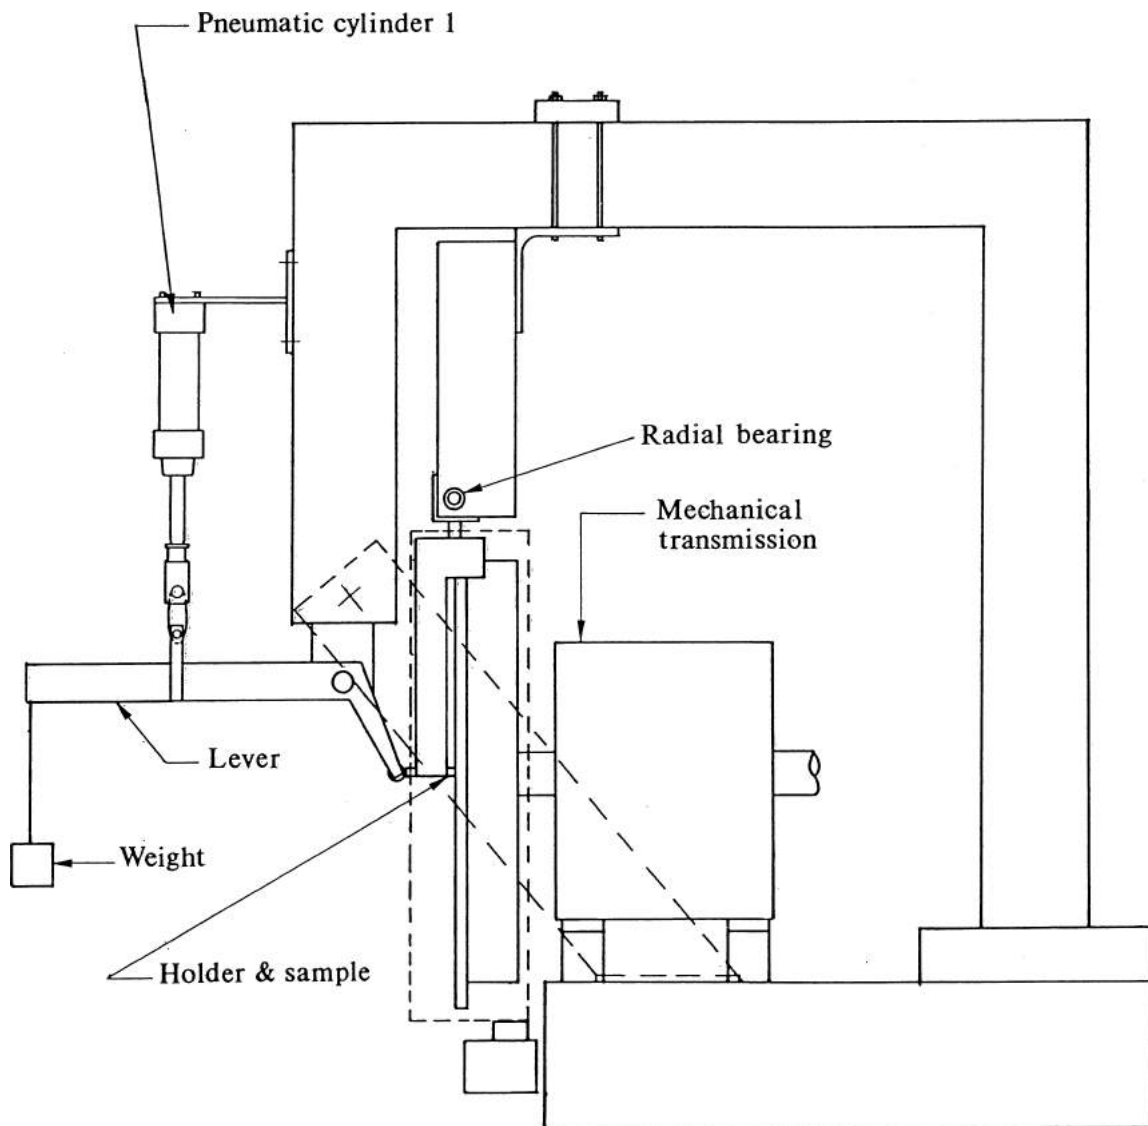 Pneumatic cylinder 1
Radial bearing
Mechanical
transmission
Lever
Weight
Holder & sample